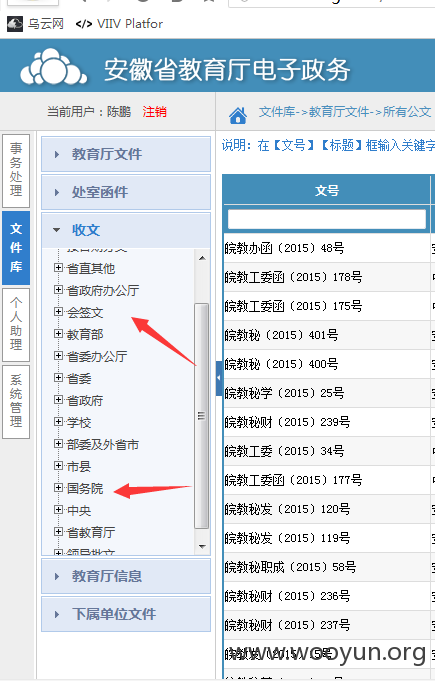 乌云网 </> VIIV Platfor
安徽省教育厅电子政务
当前用户：陈鹏 注销
文件库->教育厅文件->所有公文
说明：在【文号】【标题】框输入关键字
事务处理
文件库
个人助理
系统管理
教育厅文件
处室函件
收文
省直其他
省政府办公厅
会签文
教育部
省委办公厅
省委
省政府
学校
部委及外省市
市县
国务院
中央
省教育厅
领导批文
教育厅信息
下属单位文件
文号
皖教办函〔2015〕48号
皖教工委函〔2015〕178号
皖教工委函〔2015〕175号
皖教秘〔2015〕401号
皖教秘〔2015〕400号
皖教秘学〔2015〕25号
皖教秘财〔2015〕239号
皖教工委〔2015〕34号
皖教工委函〔2015〕177号
皖教秘发〔2015〕120号
皖教秘发〔2015〕119号
皖教秘职成〔2015〕58号
皖教秘财〔2015〕236号
皖教秘财〔2015〕237号
www.wooyun.org